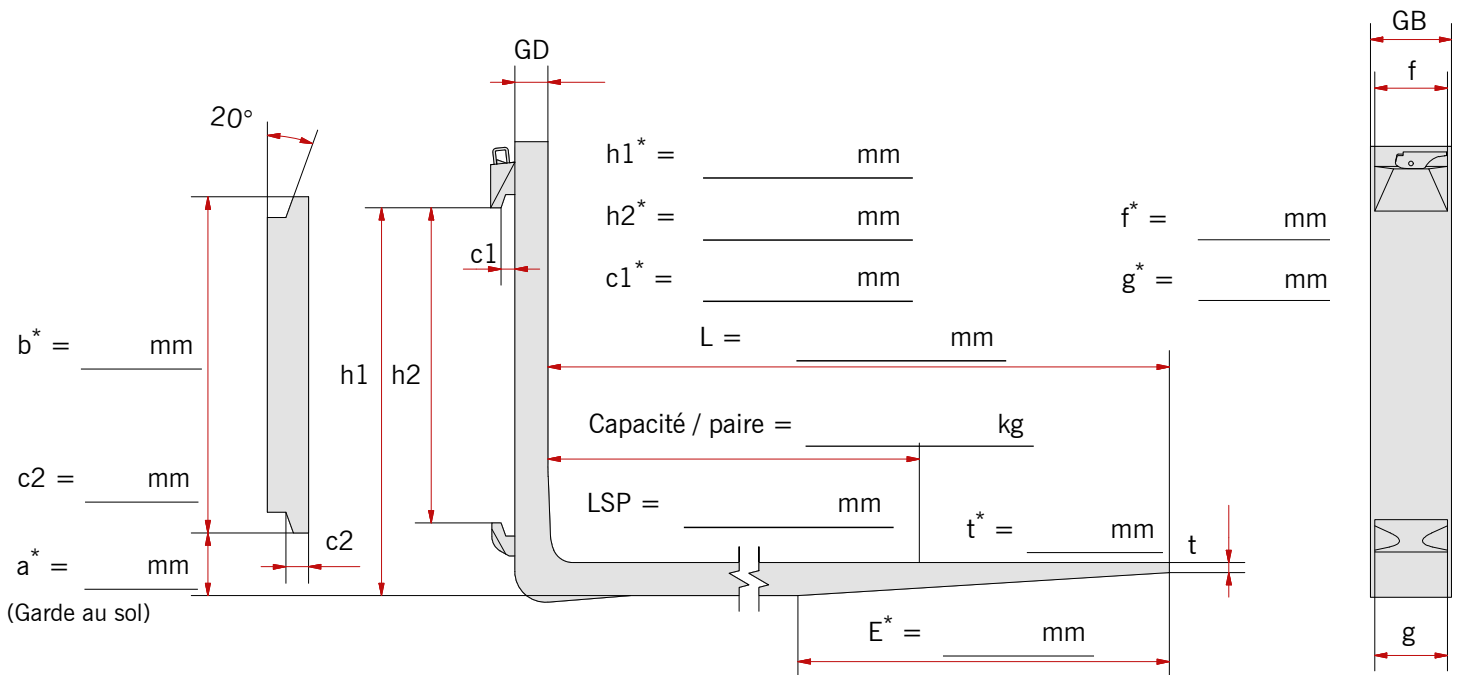 GB
GD
f
20°
h1* = mm
h2* = mm
f* = mm
c1
c1* = mm
g* = mm
L = mm
b* = mm
h1 h2
Capacité / paire = kg
c2 = mm
LSP = mm
t* = mm
c2
t
a* = mm
(Garde au sol)
E* = mm
g